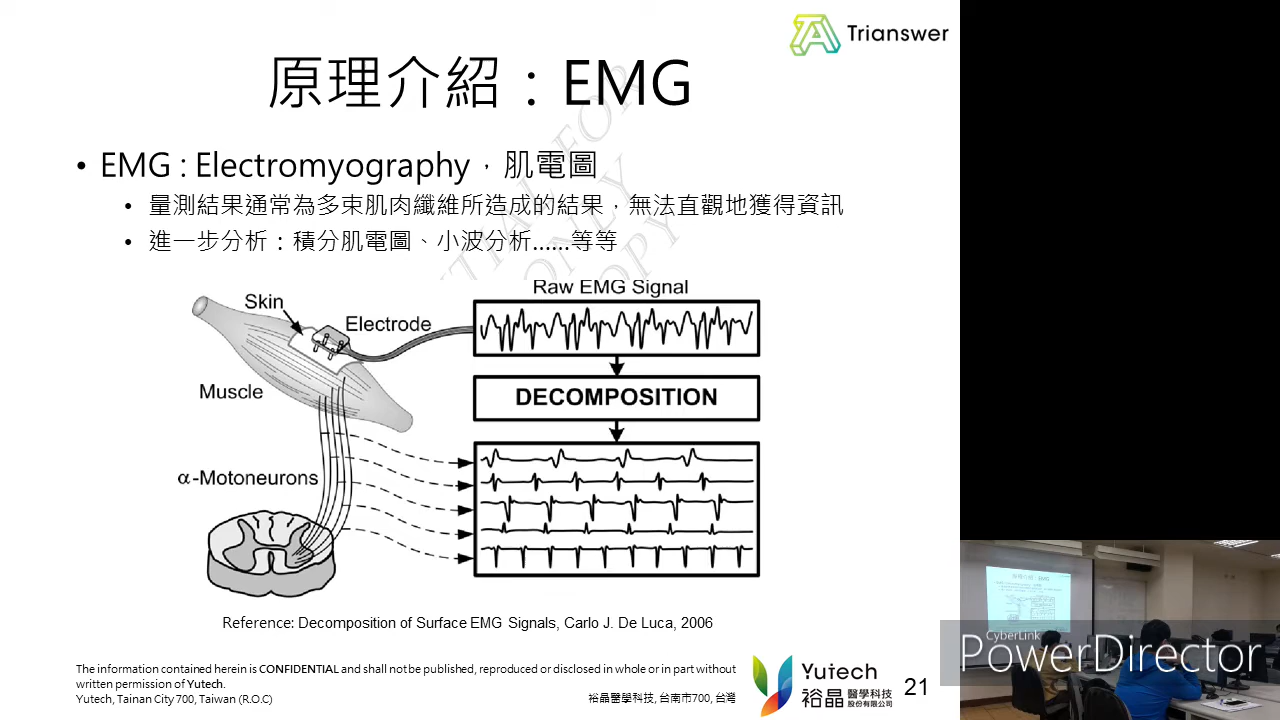 Trianswer
原理介紹：EMG
• EMG : Electromyography，肌電圖
• 量測結果通常為多束肌肉纖維所造成的結果，無法直觀地獲得資訊
• 進一步分析：積分肌電圖、小波分析……等等
Raw EMG Signal
Skin
Electrode
Muscle
DECOMPOSITION
α-Motoneurons
Reference: Decomposition of Surface EMG Signals, Carlo J. De Luca, 2006
The information contained herein is CONFIDENTIAL and shall not be published, reproduced or disclosed in whole or in part without
written permission of Yutech.
Yutech, Tainan City 700, Taiwan (R.O.C)
裕晶醫學科技, 台南市700, 台灣
Yutech
裕晶醫學科技
股份有限公司
21
CyberLink
PowerDirector